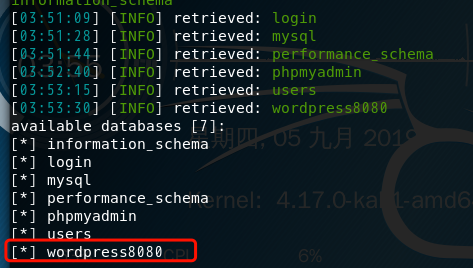 information_schema
[03:51:09] [INFO] retrieved: login
[03:51:28] [INFO] retrieved: mysql
[03:51:44] [INFO] retrieved: performance_schema
[03:52:40] [INFO] retrieved: phpmyadmin
[03:53:15] [INFO] retrieved: users
[03:53:30] [INFO] retrieved: wordpress8080
available databases [7]:
星期四, 05 九月 2019
[*] information_schema
[*] login
[*] mysql
Kernel: 4.17.0-kali1-amd6
[*] performance_schema
[*] phpmyadmin
[*] users
[*] wordpress8080
CPU 6%